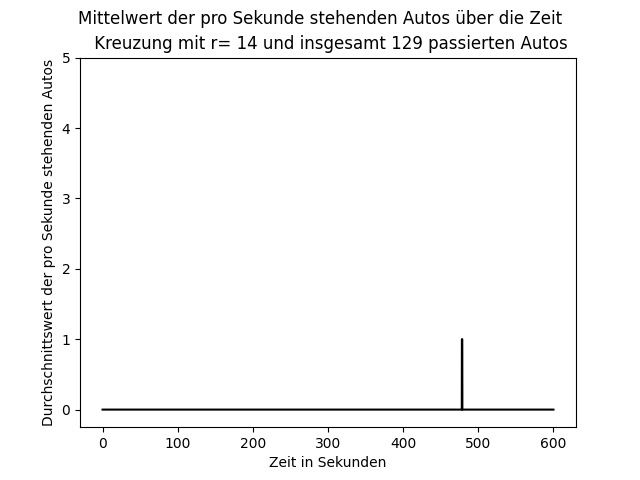 Mittelwert der pro Sekunde stehenden Autos über die Zeit
Kreuzung mit r= 14 und insgesamt 129 passierten Autos
Durchschnittswert der pro Sekunde stehenden Autos
5
4
3
2
1
0
0 100 200 300 400 500 600
Zeit in Sekunden